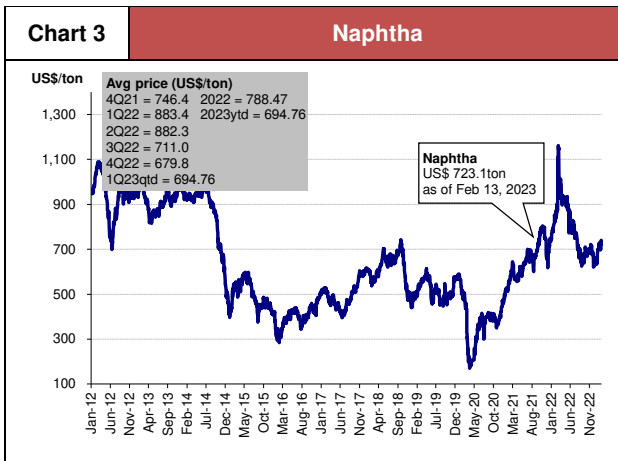 Chart 3
Naphtha
US$/ton
Avg price (US$/ton)
4Q21 = 746.4 2022 = 788.47
1Q22 = 883.4 2023ytd = 694.76
2Q22 = 882.3
3Q22 = 711.0
4Q22 = 679.8
1Q23qtd = 694.76
Naphtha
US$ 723.1ton
as of Feb 13, 2023
1,300
1,100
900
700
500
300
100
Jan-12
Jun-12
Nov-12
Apr-13
Sep-13
Feb-14
Jul-14
Dec-14
May-15
Oct-15
Mar-16
Aug-16
Jan-17
Jun-17
Nov-17
Apr-18
Sep-18
Feb-19
Jul-19
Dec-19
May-20
Oct-20
Mar-21
Aug-21
Jan-22
Jun-22
Nov-22